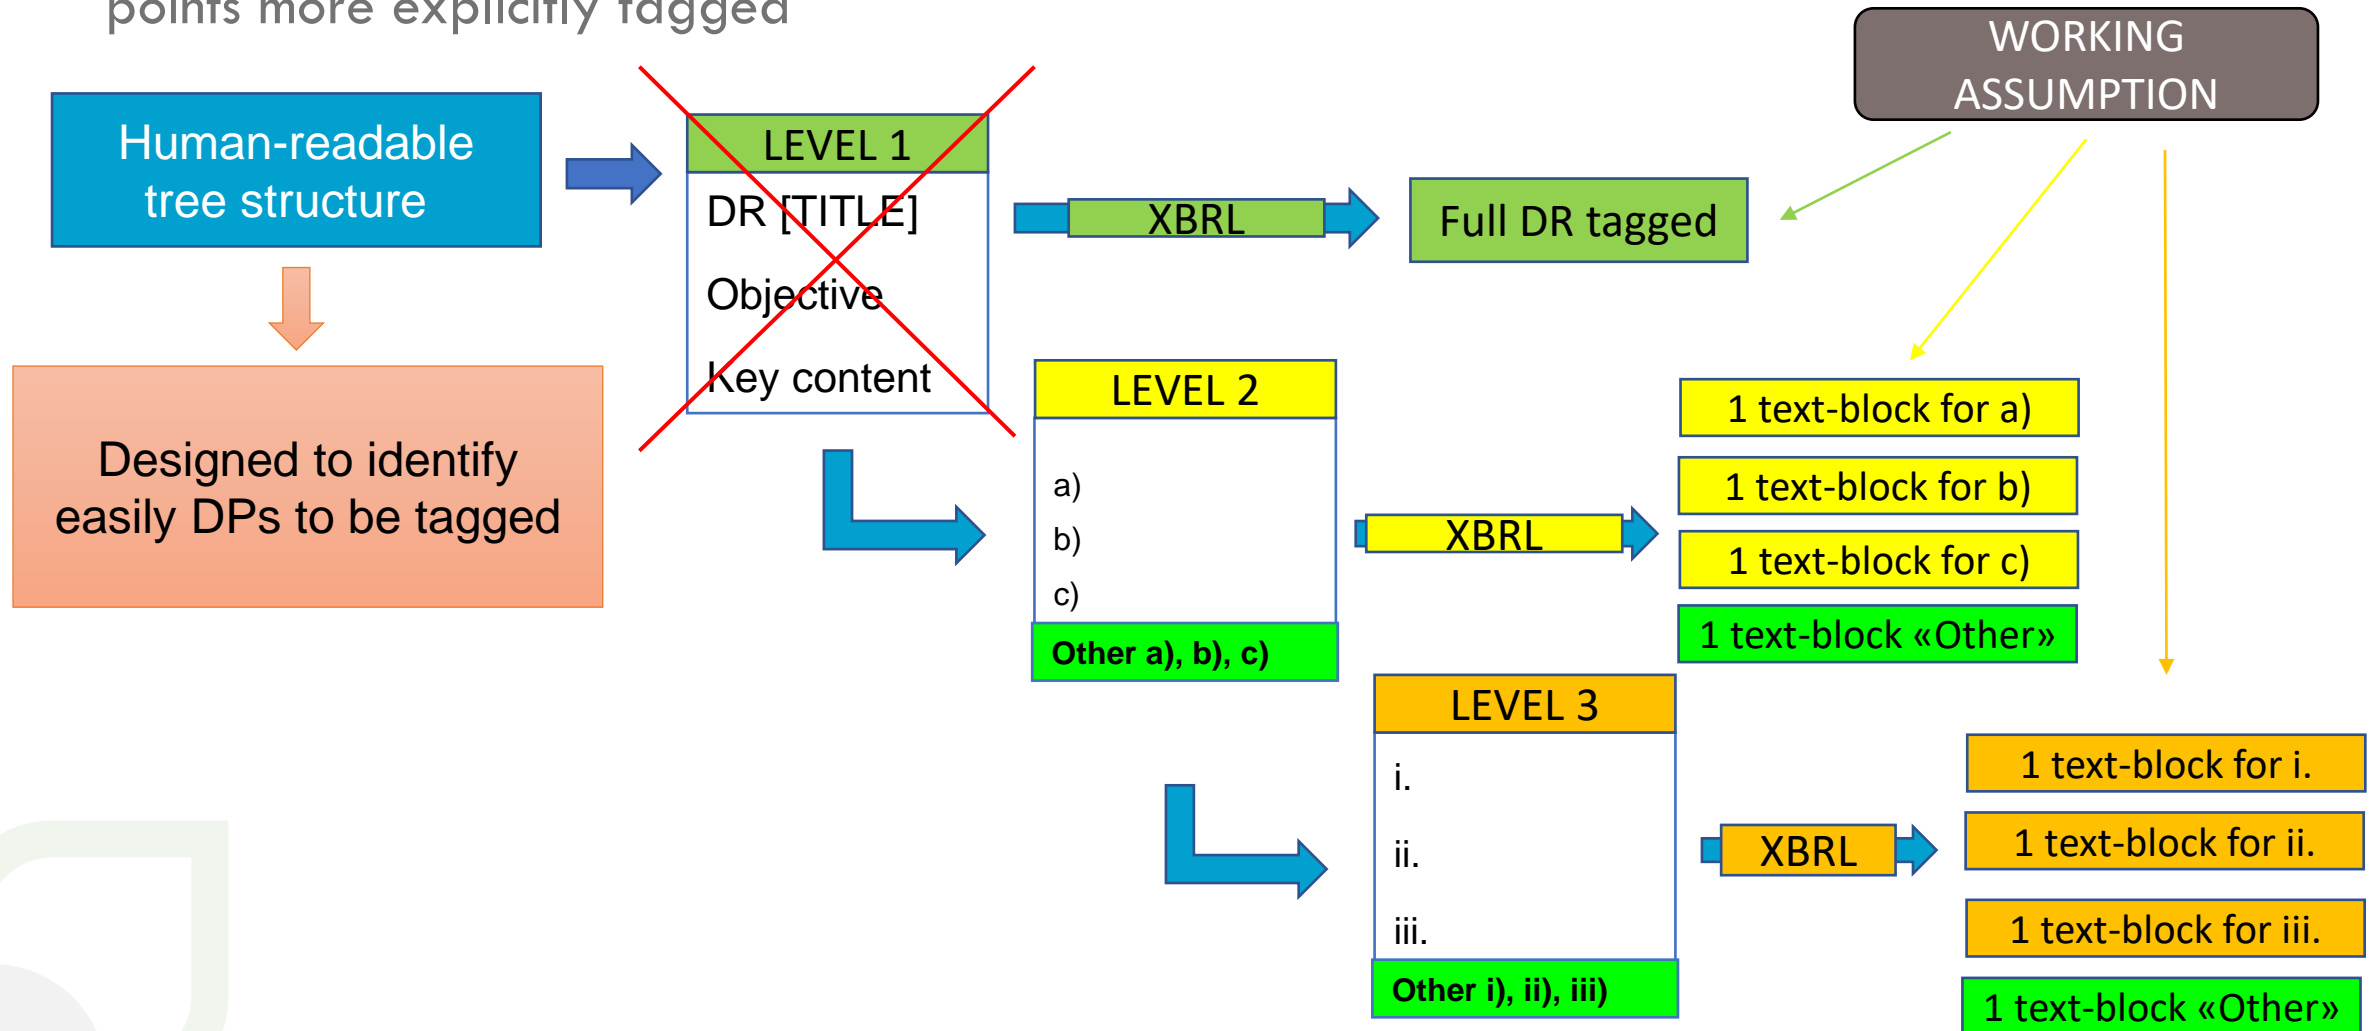 points more explicitly tagged
WORKING
ASSUMPTION
Human-readable
tree structure
LEVEL 1
DR [TITLE]
Objective
Key content
XBRL
Full DR tagged
Designed to identify
easily DPs to be tagged
LEVEL 2
a)
b)
c)
Other a), b), c)
XBRL
1 text-block for a)
1 text-block for b)
1 text-block for c)
1 text-block «Other»
LEVEL 3
i.
ii.
iii.
Other i), ii), iii)
XBRL
1 text-block for i.
1 text-block for ii.
1 text-block for iii.
1 text-block «Other»